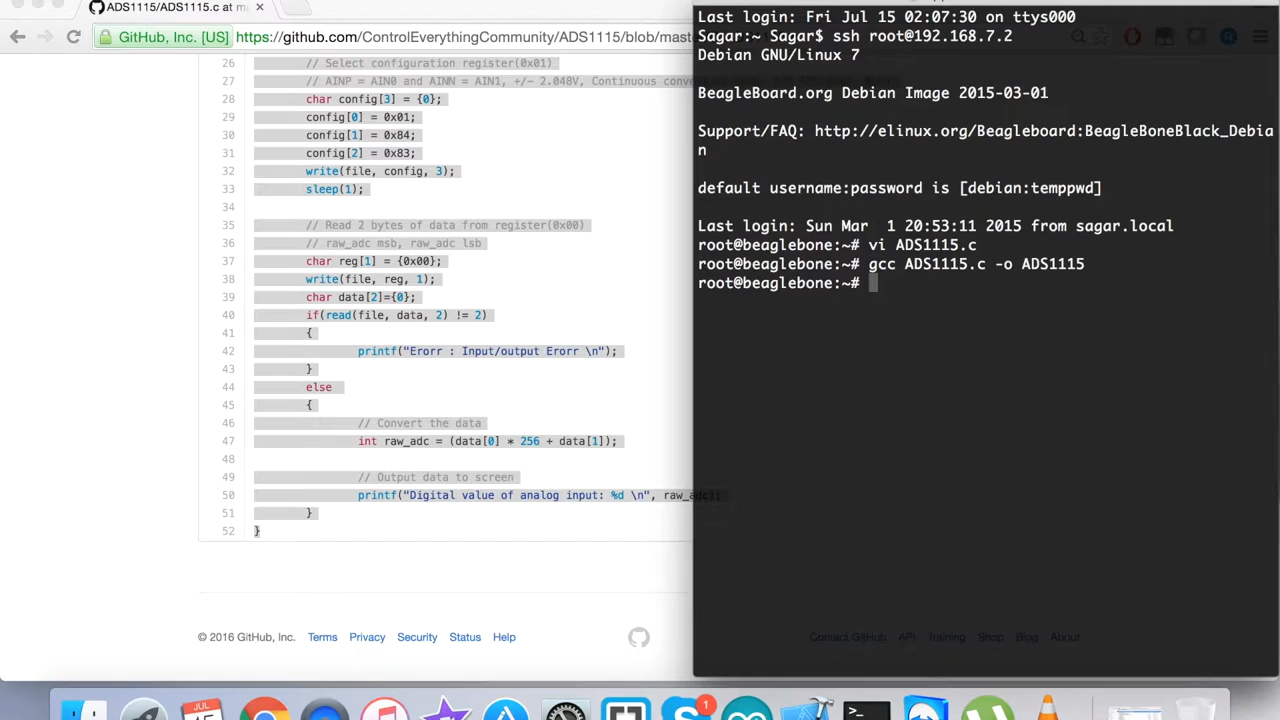 ADS1115/ADS1115.c at m
GitHub, Inc. [US] https://github.com/ControlEverythingCommunity/ADS1115/blob/mas
26 // Select configuration register(0x01)
27 // AINP = AIN0 and AINN = AIN1, +/- 2.048V, Continuous
28 char config[3] = {0};
29 config[0] = 0x01;
30 config[1] = 0x84;
31 config[2] = 0x83;
32 write(file, config, 3);
33 sleep(1);
34
35 // Read 2 bytes of data from register(0x00)
36 // raw_adc msb, raw_adc lsb
37 char reg[1] = {0x00};
38 write(file, reg, 1);
39 char data[2]={0};
40 if(read(file, data, 2) != 2)
41 {
42 printf("Erorr : Input/output Erorr \n");
43 }
44 else
45 {
46 // Convert the data
47 int raw_adc = (data[0] * 256 + data[1]);
48
49 // Output data to screen
50 printf("Digital value of analog input: %d \n", raw_adc);
51 }
52 }
© 2016 GitHub, Inc. Terms Privacy Security Status Help
Contact GitHub API Training Shop Blog About
Last login: Fri Jul 15 02:07:30 on ttys000
Sagar:~ Sagar$ ssh root@192.168.7.2
Debian GNU/Linux 7
BeagleBoard.org Debian Image 2015-03-01
Support/FAQ: http://elinux.org/Beagleboard:BeagleBoneBlack_Debia
n
default username:password is [debian:temppwd]
Last login: Sun Mar  1 20:53:11 2015 from sagar.local
root@beaglebone:~# vi ADS1115.c
root@beaglebone:~# gcc ADS1115.c -o ADS1115
root@beaglebone:~#
JUL
1